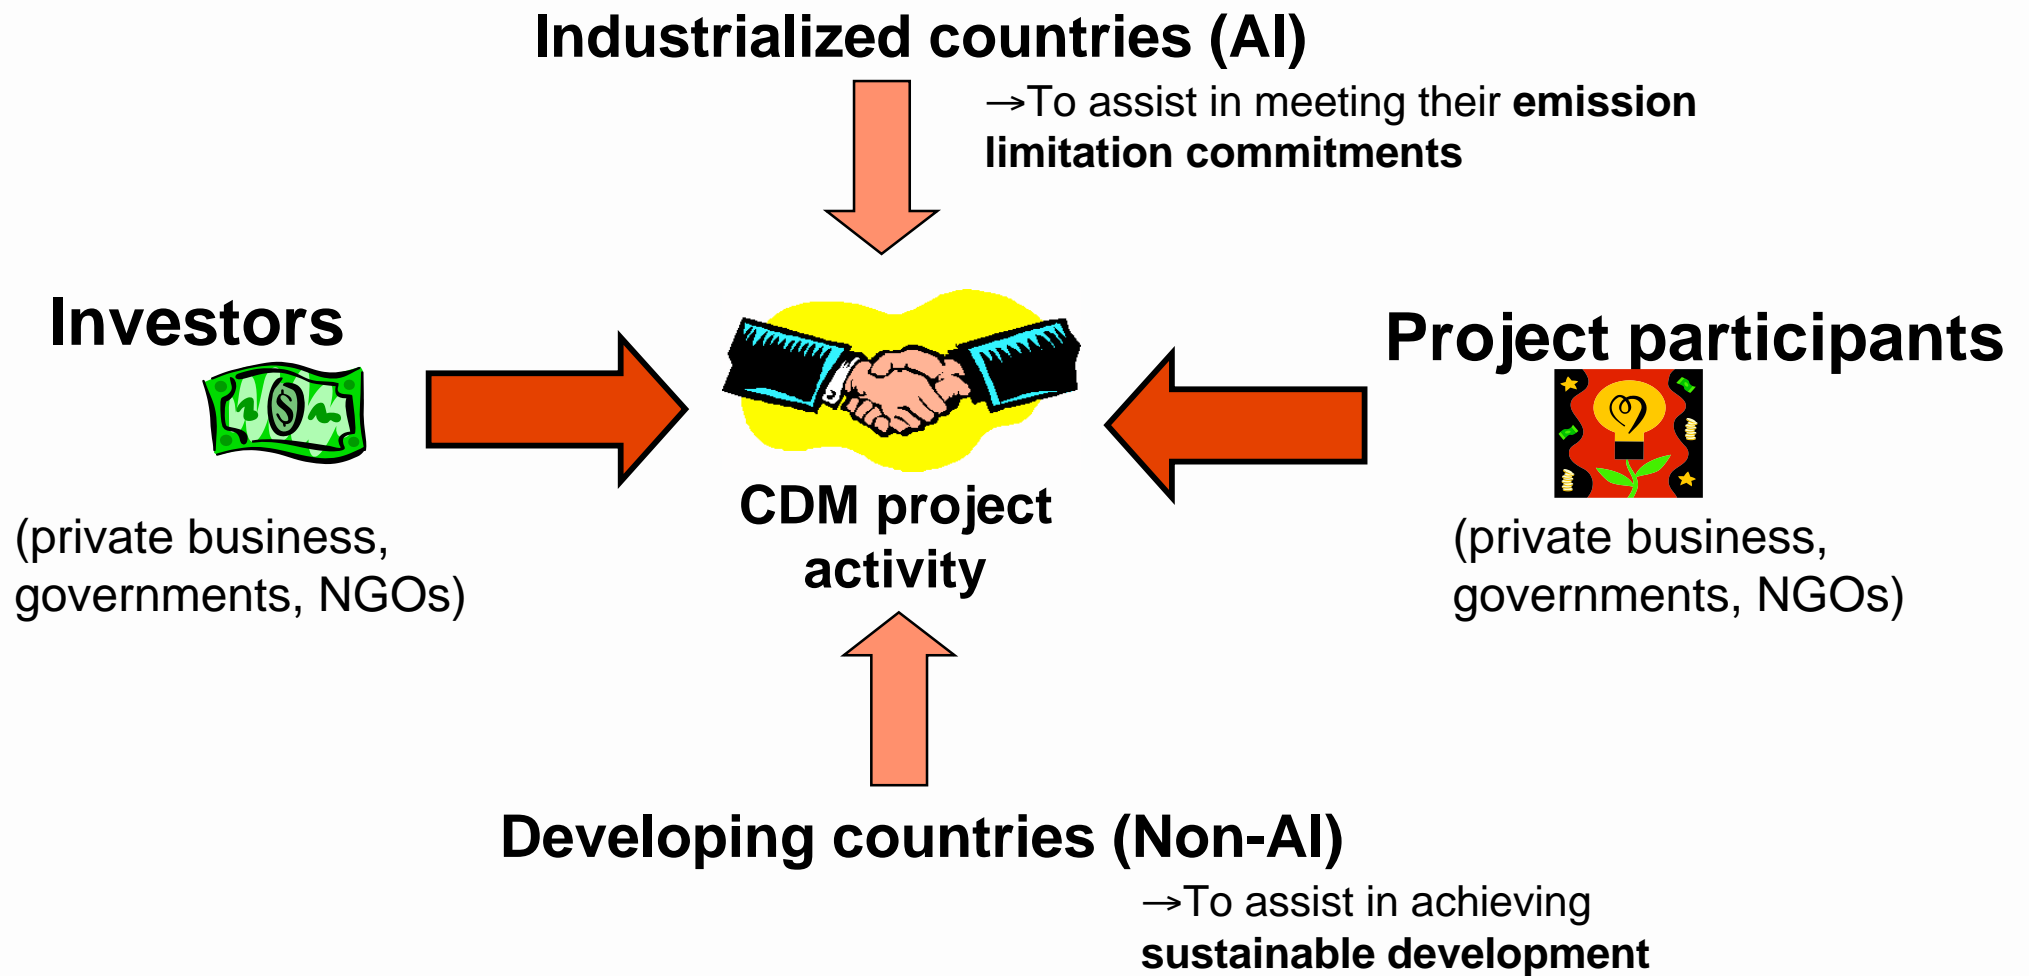 Industrialized countries (AI)
→To assist in meeting their emission
limitation commitments
Investors
(private business,
governments, NGOs)
$
CDM project
activity
Project participants
(private business,
governments, NGOs)
Developing countries (Non-AI)
→To assist in achieving
sustainable development